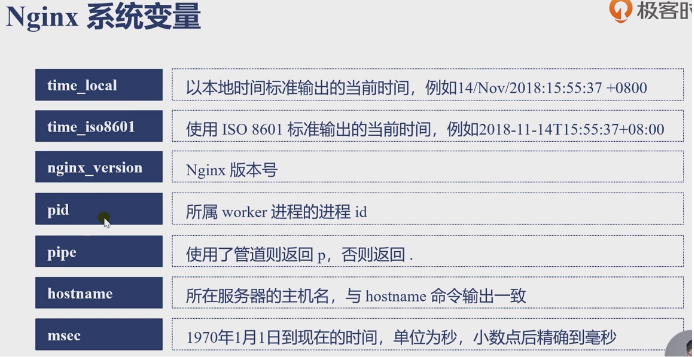 Nginx 系统变量
极客时
time_local
以本地时间标准输出的当前时间，例如14/Nov/2018:15:55:37 +0800
time_iso8601
使用 ISO 8601 标准输出的当前时间，例如2018-11-14T15:55:37+08:00
nginx_version
Nginx 版本号
pid
所属 worker 进程的进程 id
pipe
使用了管道则返回 p，否则返回 .
hostname
所在服务器的主机名，与 hostname 命令输出一致
msec
1970年1月1日到现在的时间，单位为秒，小数点后精确到毫秒